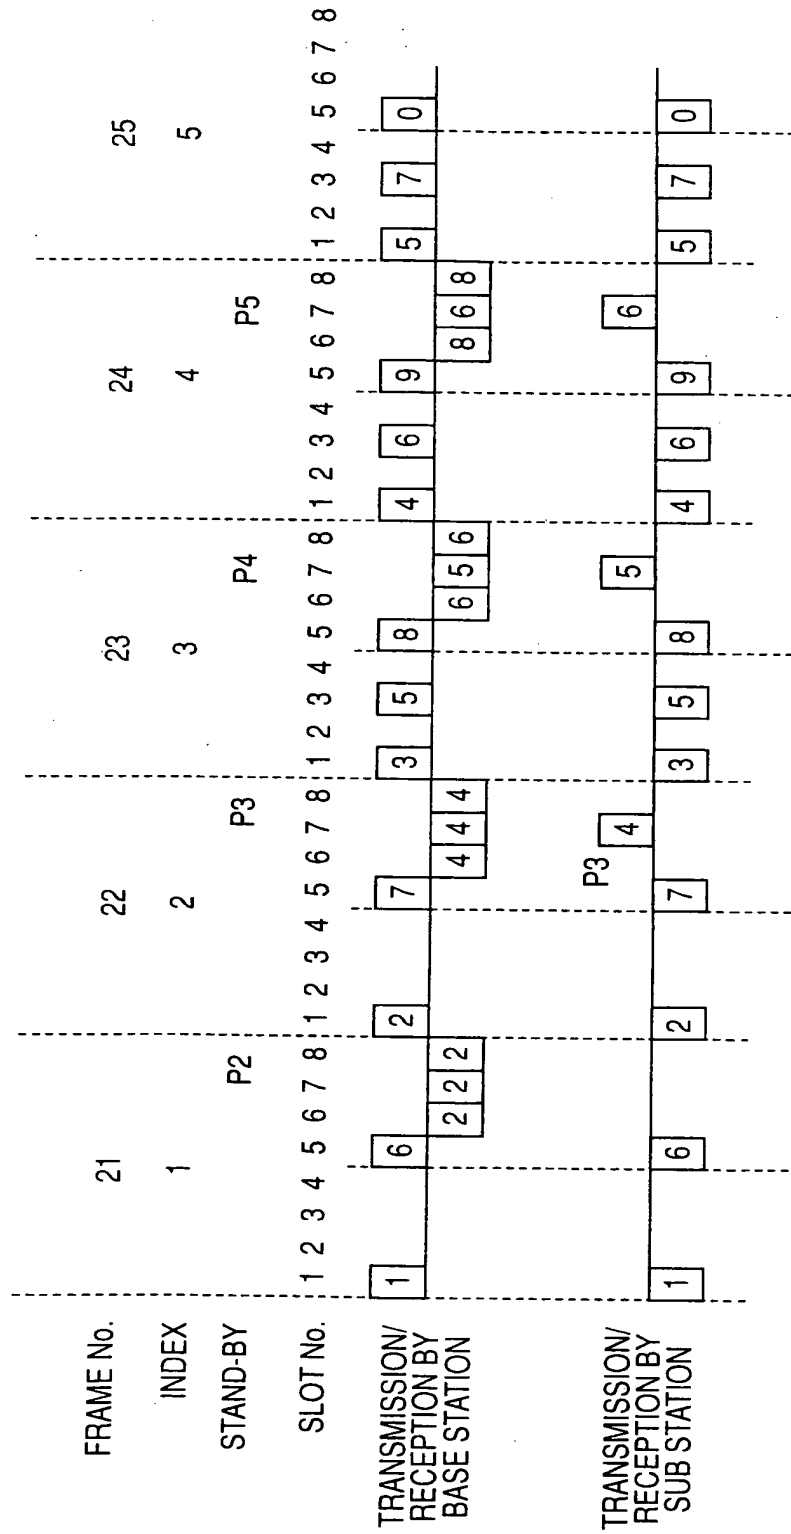 FRAME No. 21 22 23 24 25
INDEX 1 2 3 4 5
STAND-BY P2 P3 P4 P5
SLOT No. 1 2 3 4 5 6 7 8 1 2 3 4 5 6 7 8 1 2 3 4 5 6 7 8 1 2 3 4 5 6 7 8 1 2 3 4 5 6 7 8
TRANSMISSION/
RECEPTION BY
BASE STATION
1 6 2 7 3 5 8 4 6 9 5 7 0
2 2 2 4 4 4 6 5 6 8 6 8
TRANSMISSION/
RECEPTION BY
SUB STATION
P3
4 5 6
1 6 2 7 3 5 8 4 6 9 5 7 0